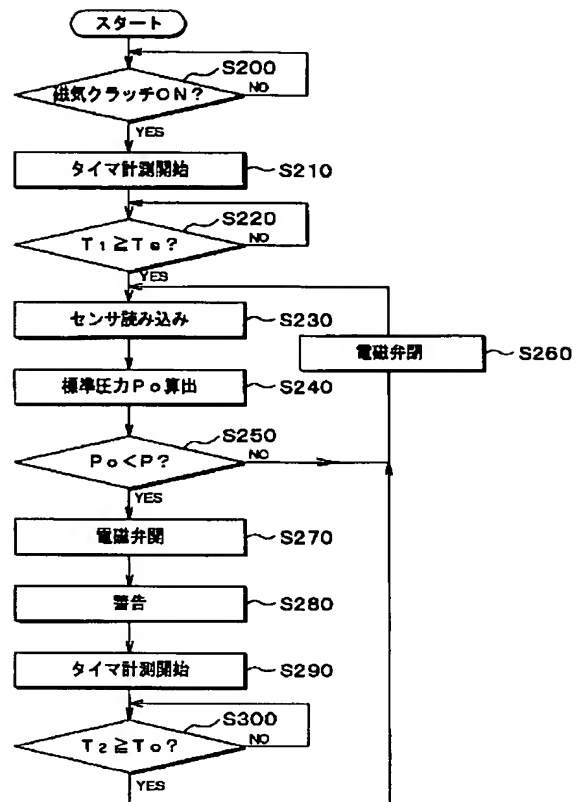 スタート
S200
磁気クラッチON?
NO
YES
タイマ計測開始
S210
S220
T₁≧Te?
NO
YES
センサ読み込み
S230
電磁弁閉
S260
標準圧力Po算出
S240
S250
Po<P?
NO
YES
電磁弁開
S270
警告
S280
タイマ計測開始
S290
S300
T₂≧To?
NO
YES